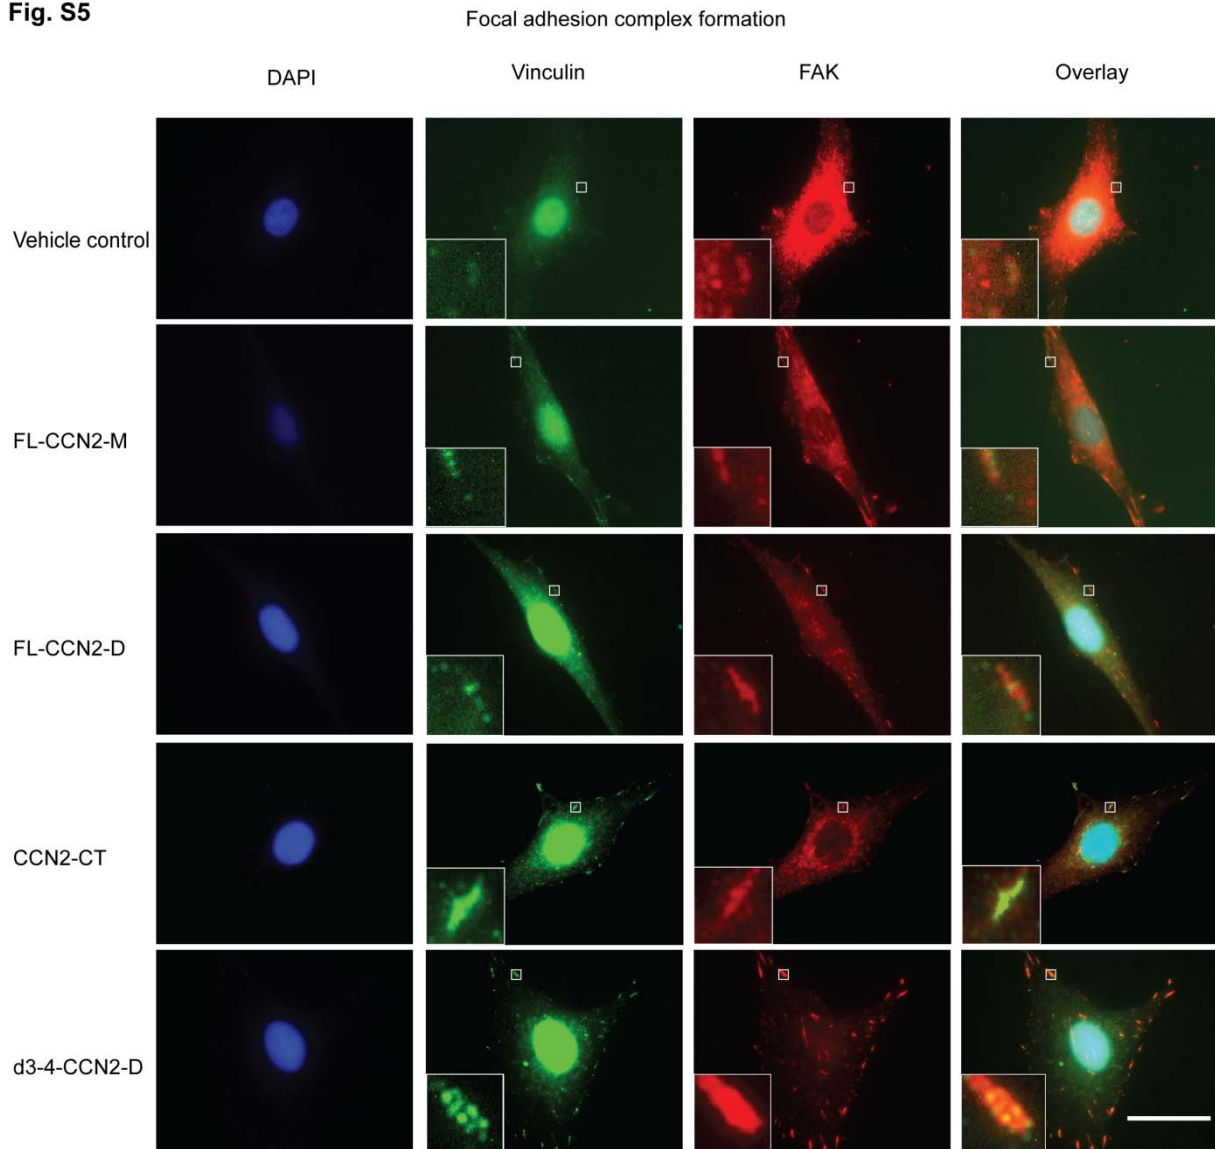 Fig. S5
Focal adhesion complex formation
DAPI Vinculin FAK Overlay
Vehicle control
FL-CCN2-M
FL-CCN2-D
CCN2-CT
d3-4-CCN2-D